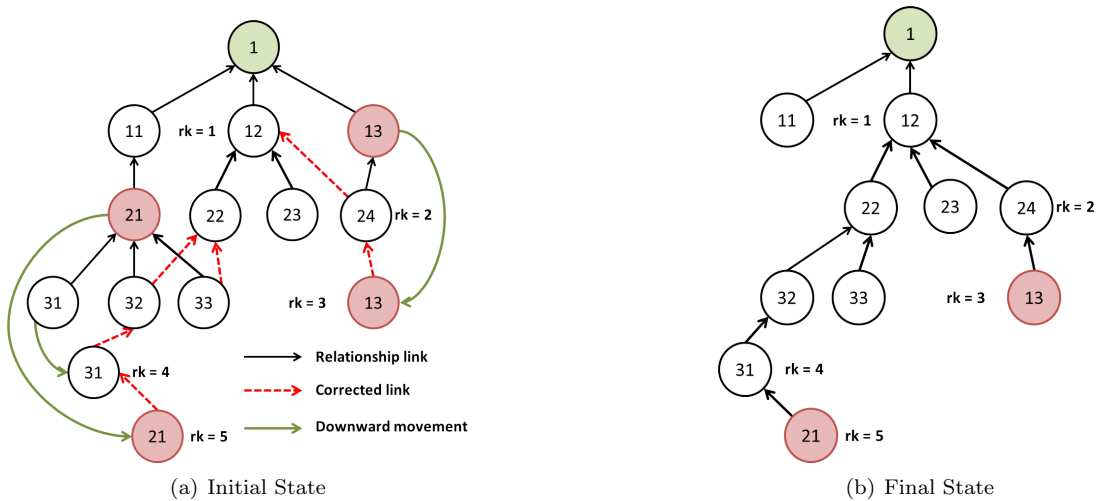 1
1
11
rk = 1
12
13
11
rk = 1
12
21
22
23
24
rk = 2
22
23
24
rk = 2
31
32
33
rk = 3
13
32
33
rk = 3
13
31
rk = 4
Relationship link
31
rk = 4
Corrected link
21
rk = 5
Downward movement
21
rk = 5
(a) Initial State
(b) Final State